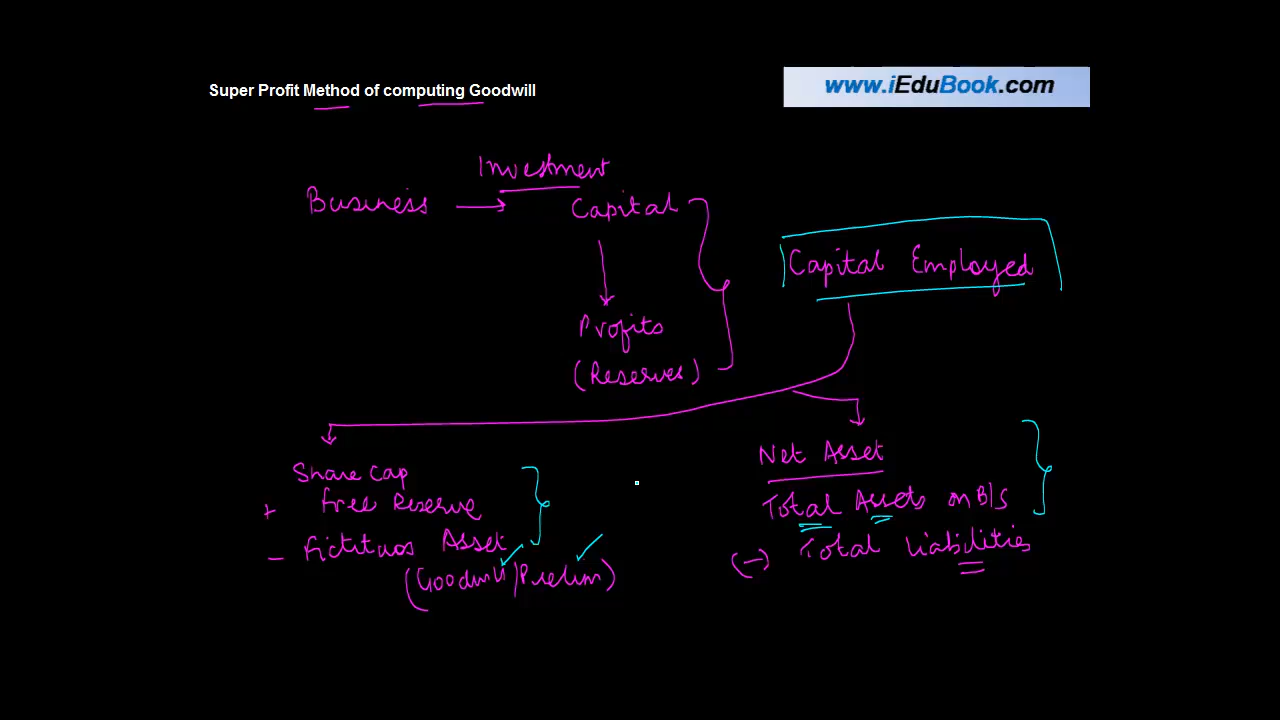 Super Profit Method of computing Goodwill
www.iEduBook.com
Investment
Business → Capital
Capital Employed
Profits
(Reserves)
Share Cap
+ free Reserve
- Fictituos Asset
(Goodwill/Prelim)
Net Asset
Total Assets on B/S
(-) Total liabilities